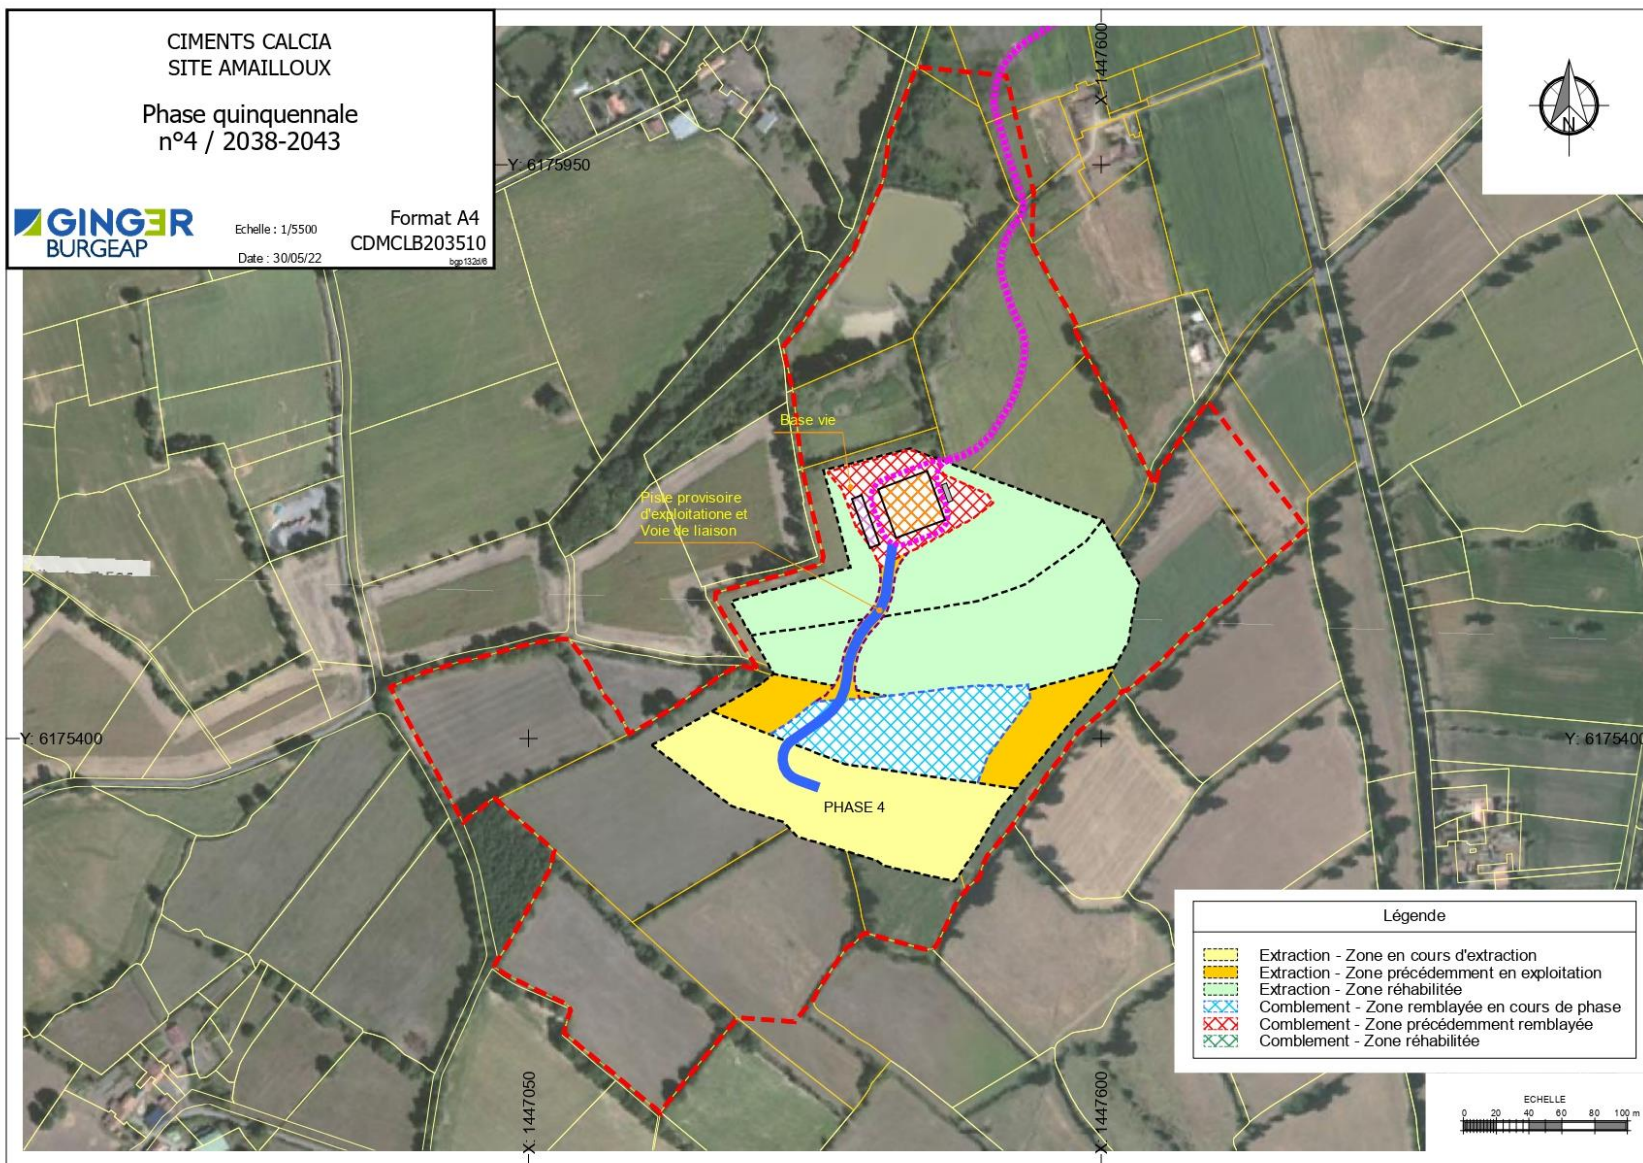 CIMENTS CALCIA
SITE AMAILLOUX
Phase quinquennale
n°4 / 2038-2043
GINGER
BURGEAP
Echelle : 1/5500
Date : 30/05/22
Format A4
CDMCLB203510
X: 1447600
N
Y: 6175950
Base vie
Piste provisoire
d'exploitatione et
Voie de liaison
Y: 6175400
Y: 6175400
PHASE 4
Légende
Extraction - Zone en cours d'extraction
Extraction - Zone précédemment en exploitation
Extraction - Zone réhabilitée
Comblement - Zone remblayée en cours de phase
Comblement - Zone précédemment remblayée
Comblement - Zone réhabilitée
X: 1447050
X: 1447600
ECHELLE
0 20 40 60 80 100 m